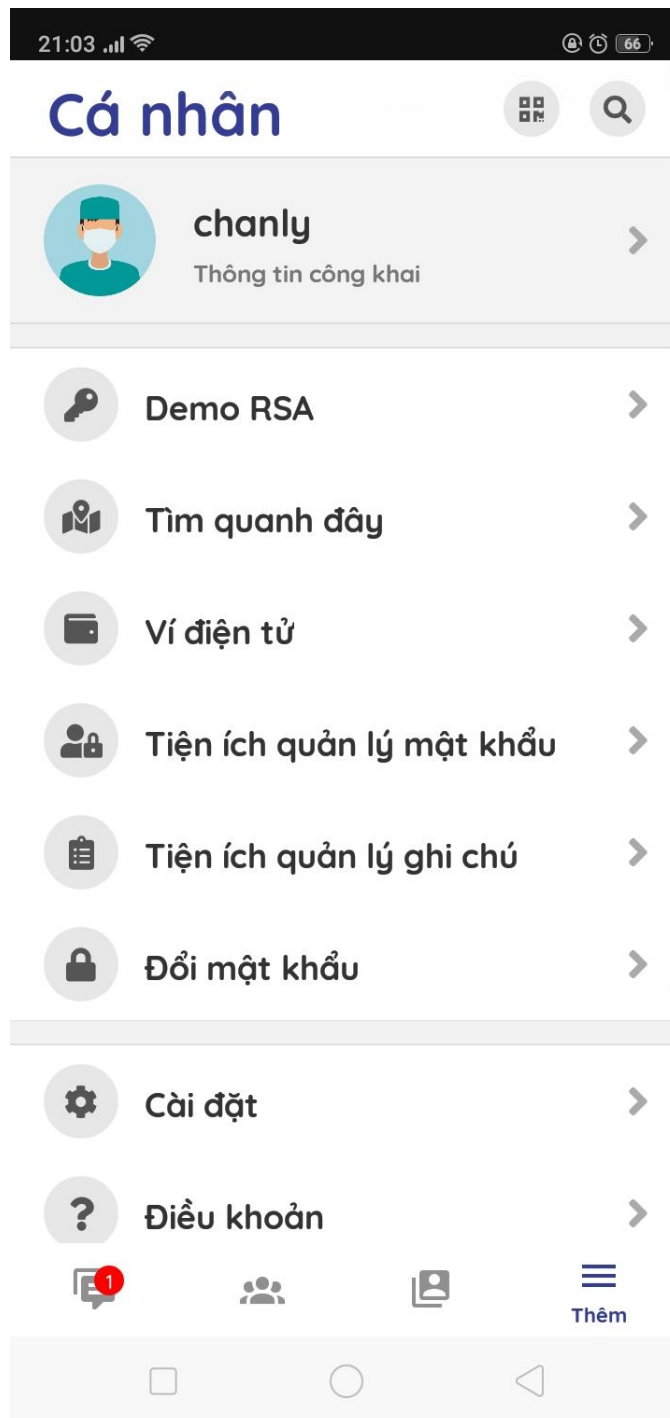 21:03
66
Cá nhân
chanly
Thông tin công khai
Demo RSA
Tìm quanh đây
Ví điện tử
Tiện ích quản lý mật khẩu
Tiện ích quản lý ghi chú
Đổi mật khẩu
Cài đặt
?
Điều khoản
1
Thêm